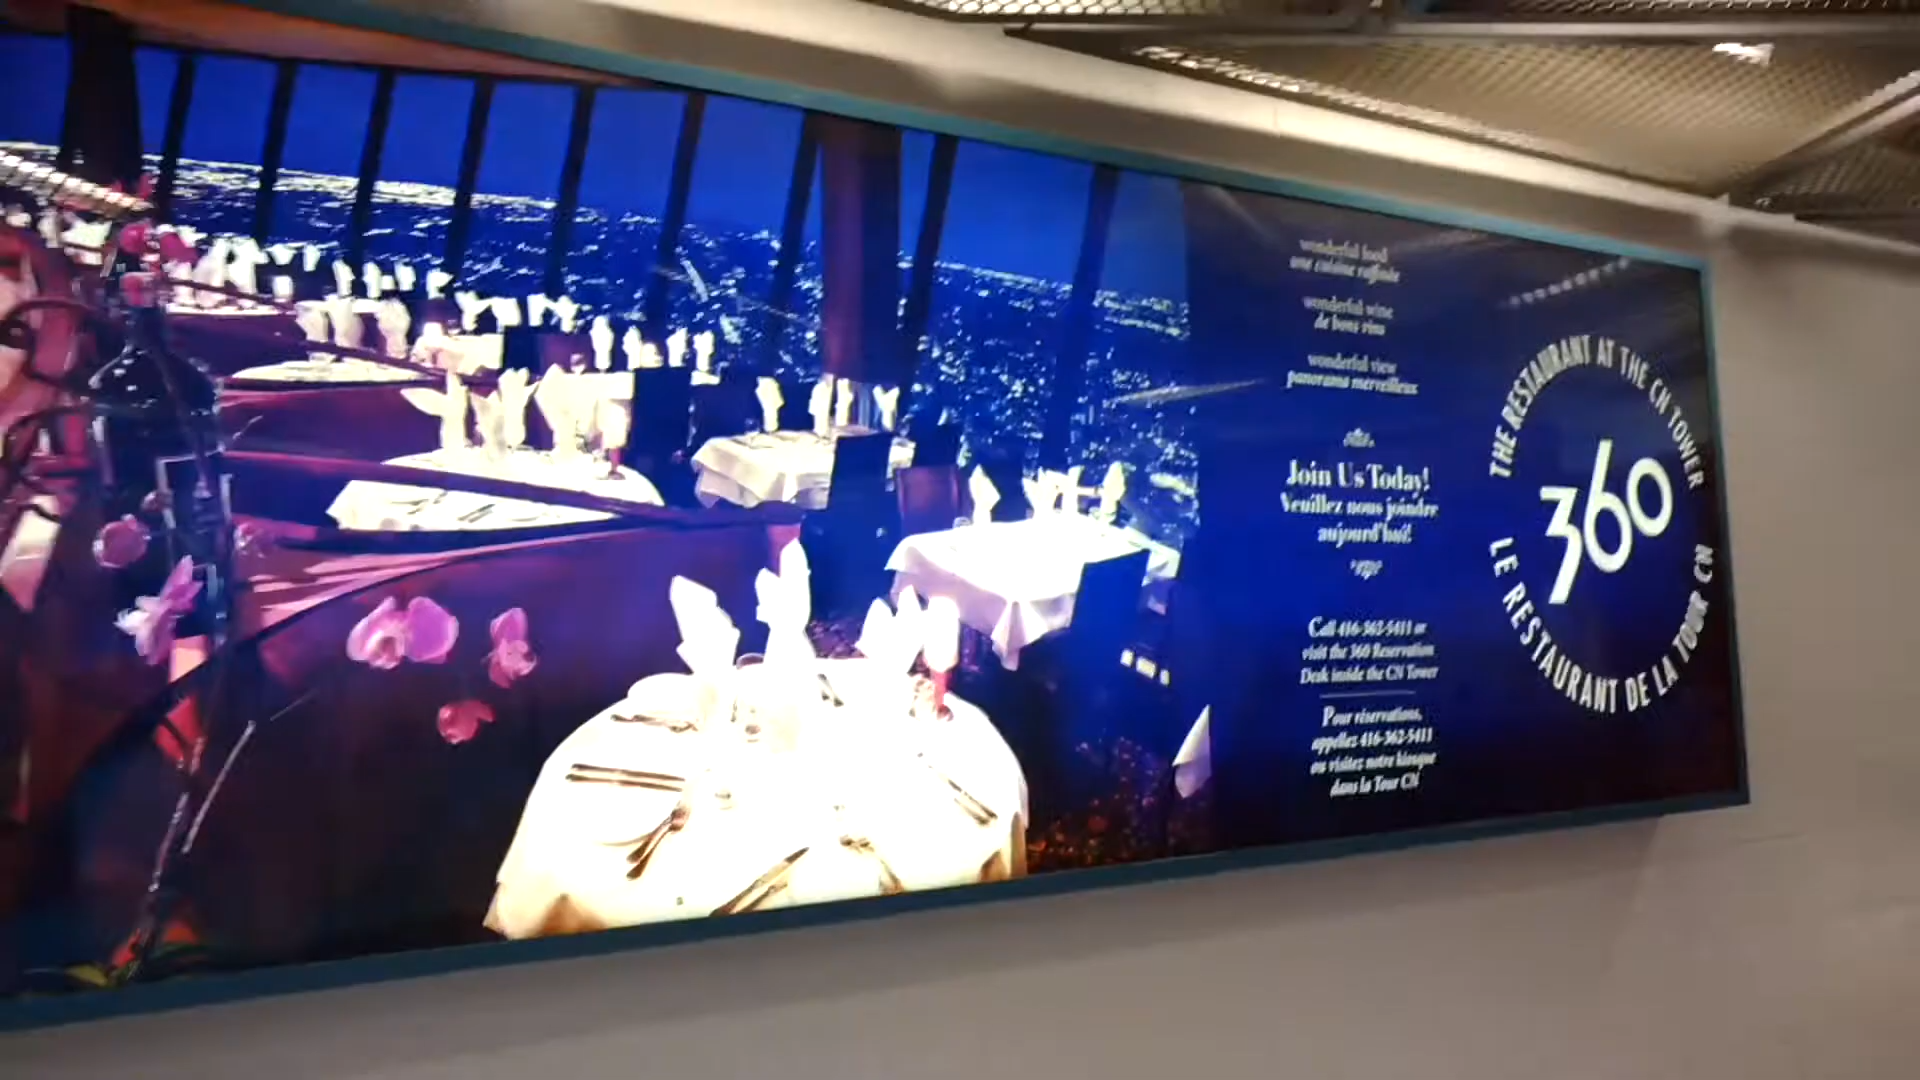 wonderful food
une cuisine raffinée
wonderful wine
de bons vins
wonderful view
panorama merveilleux
Join Us Today!
Veuillez nous joindre
aujourd'hui!
Call 416-362-5411 or
visit the 360 Reservation
Desk inside the CN Tower
Pour réservations,
appellez 416-362-5411
ou visitez notre kiosque
dans la Tour CN
THE RESTAURANT AT THE CN TOWER
360
LE RESTAURANT DE LA TOUR CN